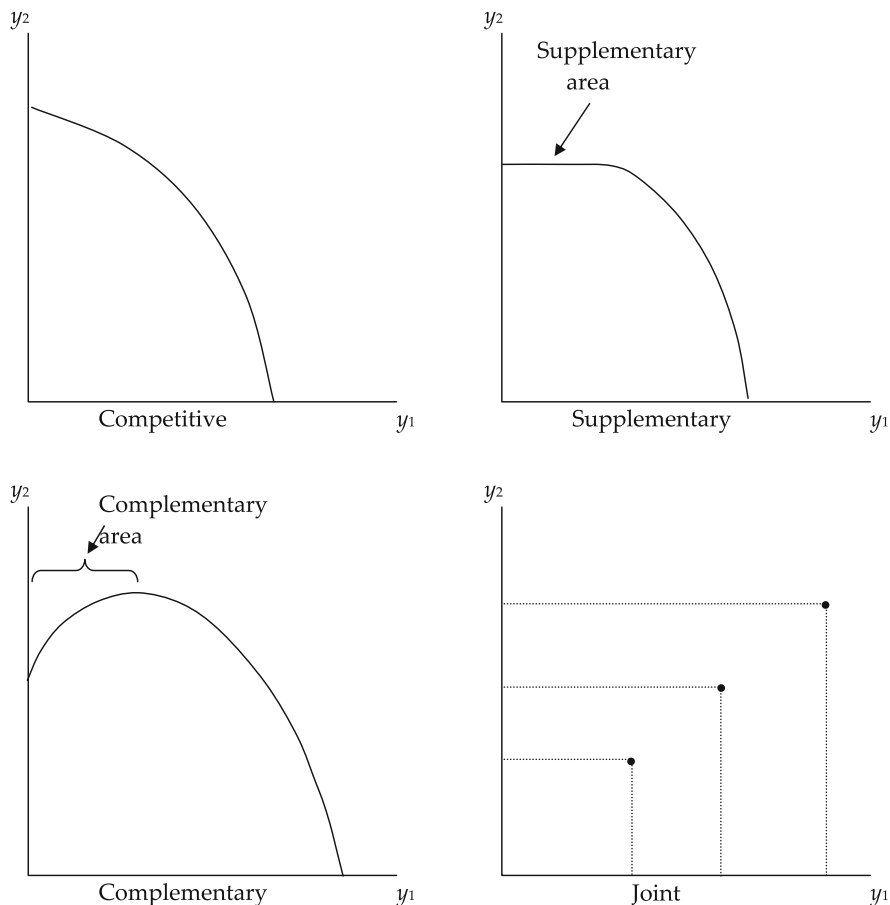 y2
Supplementary
area
y2
Competitive
y1
Supplementary
y1
y2
Complementary
area
y2
Complementary
y1
Joint
y1